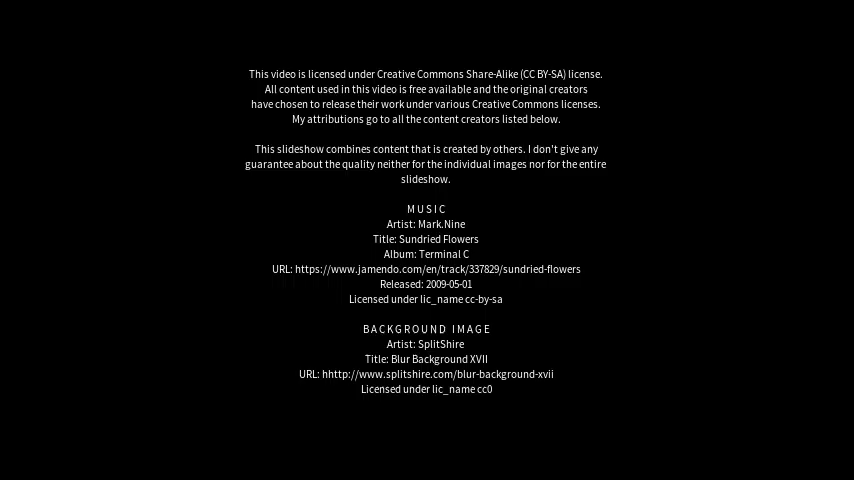 This video is licensed under Creative Commons Share-Alike (CC BY-SA) license.
All content used in this video is free available and the original creators
have chosen to release their work under various Creative Commons licenses.
My attributions go to all the content creators listed below.
This slideshow combines content that is created by others. I don't give any
guarantee about the quality neither for the individual images nor for the entire
slideshow.
MUSIC
Artist: Mark.Nine
Title: Sundried Flowers
Album: Terminal C
URL: https://www.jamendo.com/en/track/337829/sundried-flowers
Released: 2009-05-01
Licensed under lic_name cc-by-sa
BACKGROUND IMAGE
Artist: SplitShire
Title: Blur Background XVII
URL: hhttp://www.splitshire.com/blur-background-xvii
Licensed under lic_name cc0